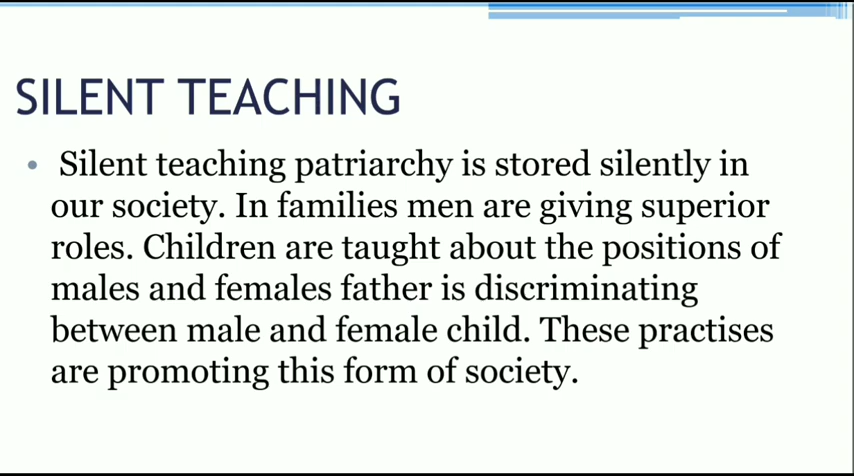 SILENT TEACHING
• Silent teaching patriarchy is stored silently in
our society. In families men are giving superior
roles. Children are taught about the positions of
males and females father is discriminating
between male and female child. These practises
are promoting this form of society.